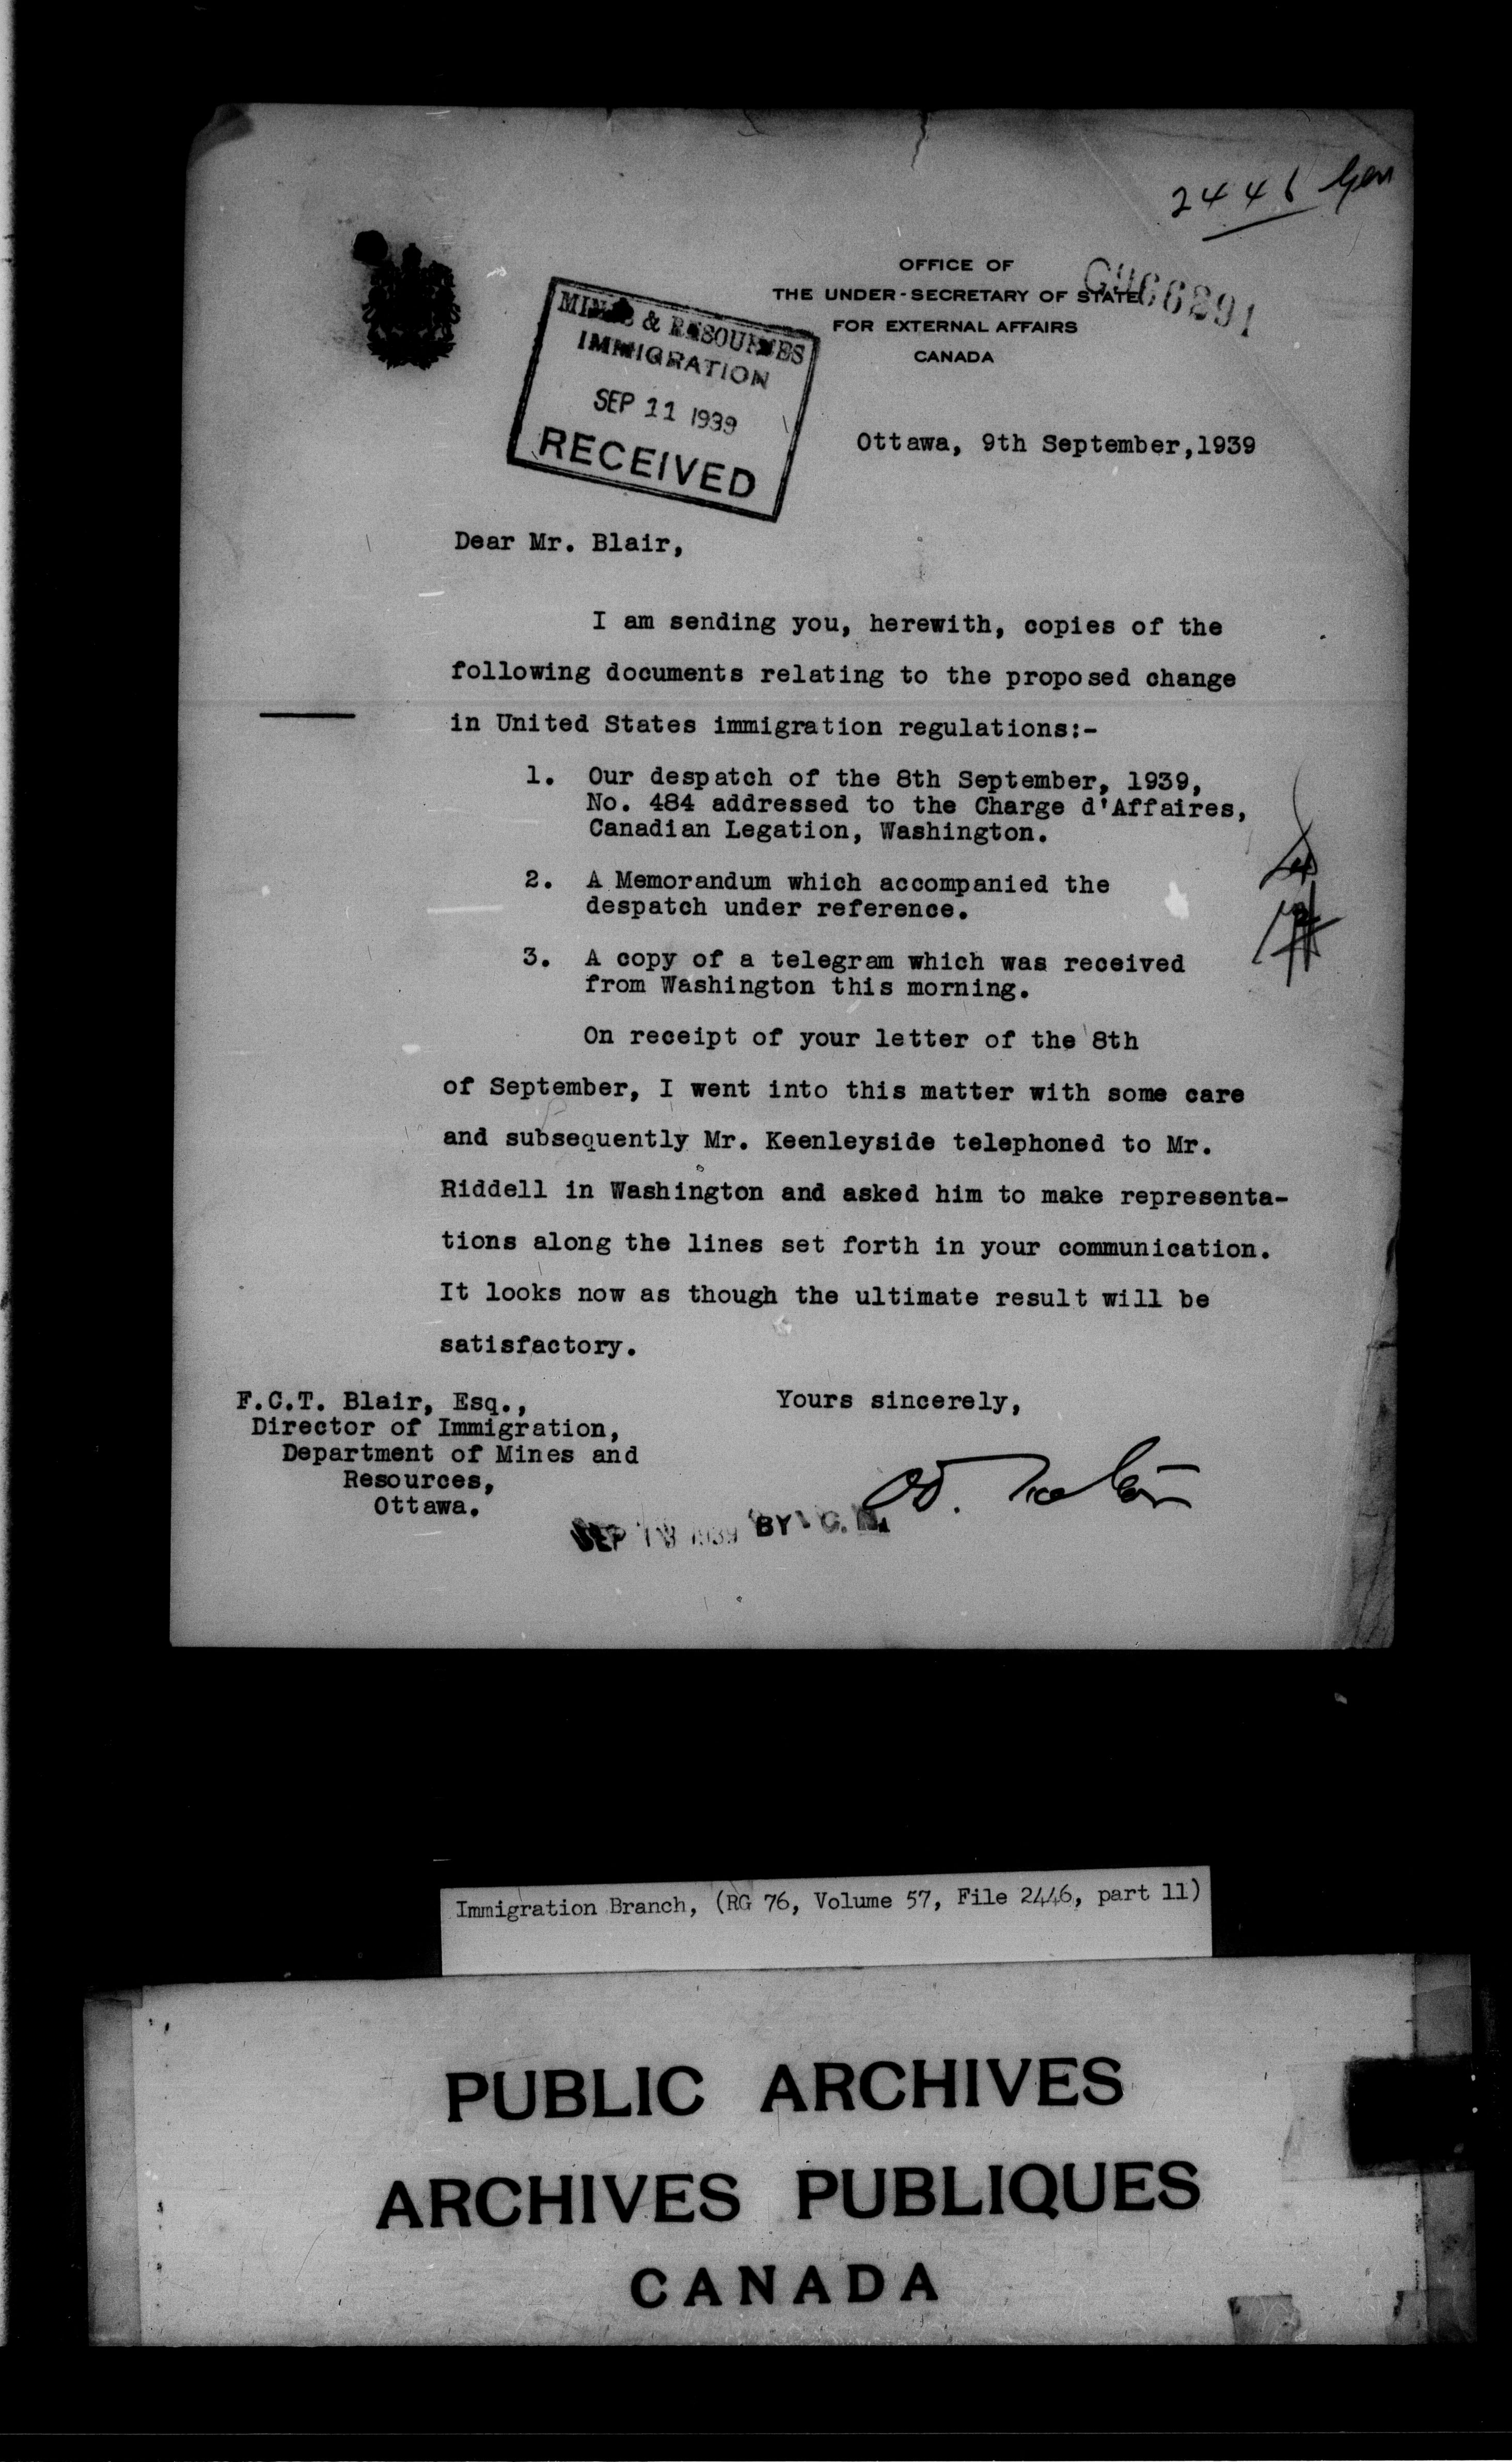 2446 Gen
OFFICE OF
THE UNDER-SECRETARY OF STATE
FOR EXTERNAL AFFAIRS
CANADA
66891
MINES & RESOURCES
IMMIGRATION
SEP 11 1939
RECEIVED
Ottawa, 9th September,1939
Dear Mr. Blair,
I am sending you, herewith, copies of the
following documents relating to the proposed change
in United States immigration regulations:-
1. Our despatch of the 8th September, 1939,
No. 484 addressed to the Charge d'Affaires,
Canadian Legation, Washington.
2. A Memorandum which accompanied the
despatch under reference.
3. A copy of a telegram which was received
from Washington this morning.
On receipt of your letter of the 8th
of September, I went into this matter with some care
and subsequently Mr. Keenleyside telephoned to Mr.
Riddell in Washington and asked him to make representa-
tions along the lines set forth in your communication.
It looks now as though the ultimate result will be
satisfactory.
Yours sincerely,
F.C.T. Blair, Esq.,
Director of Immigration,
Department of Mines and
Resources,
Ottawa.
SEP 1939 BY C.
Immigration Branch, (RG 76, Volume 57, File 2446, part 11)
PUBLIC ARCHIVES
ARCHIVES PUBLIQUES
CANADA